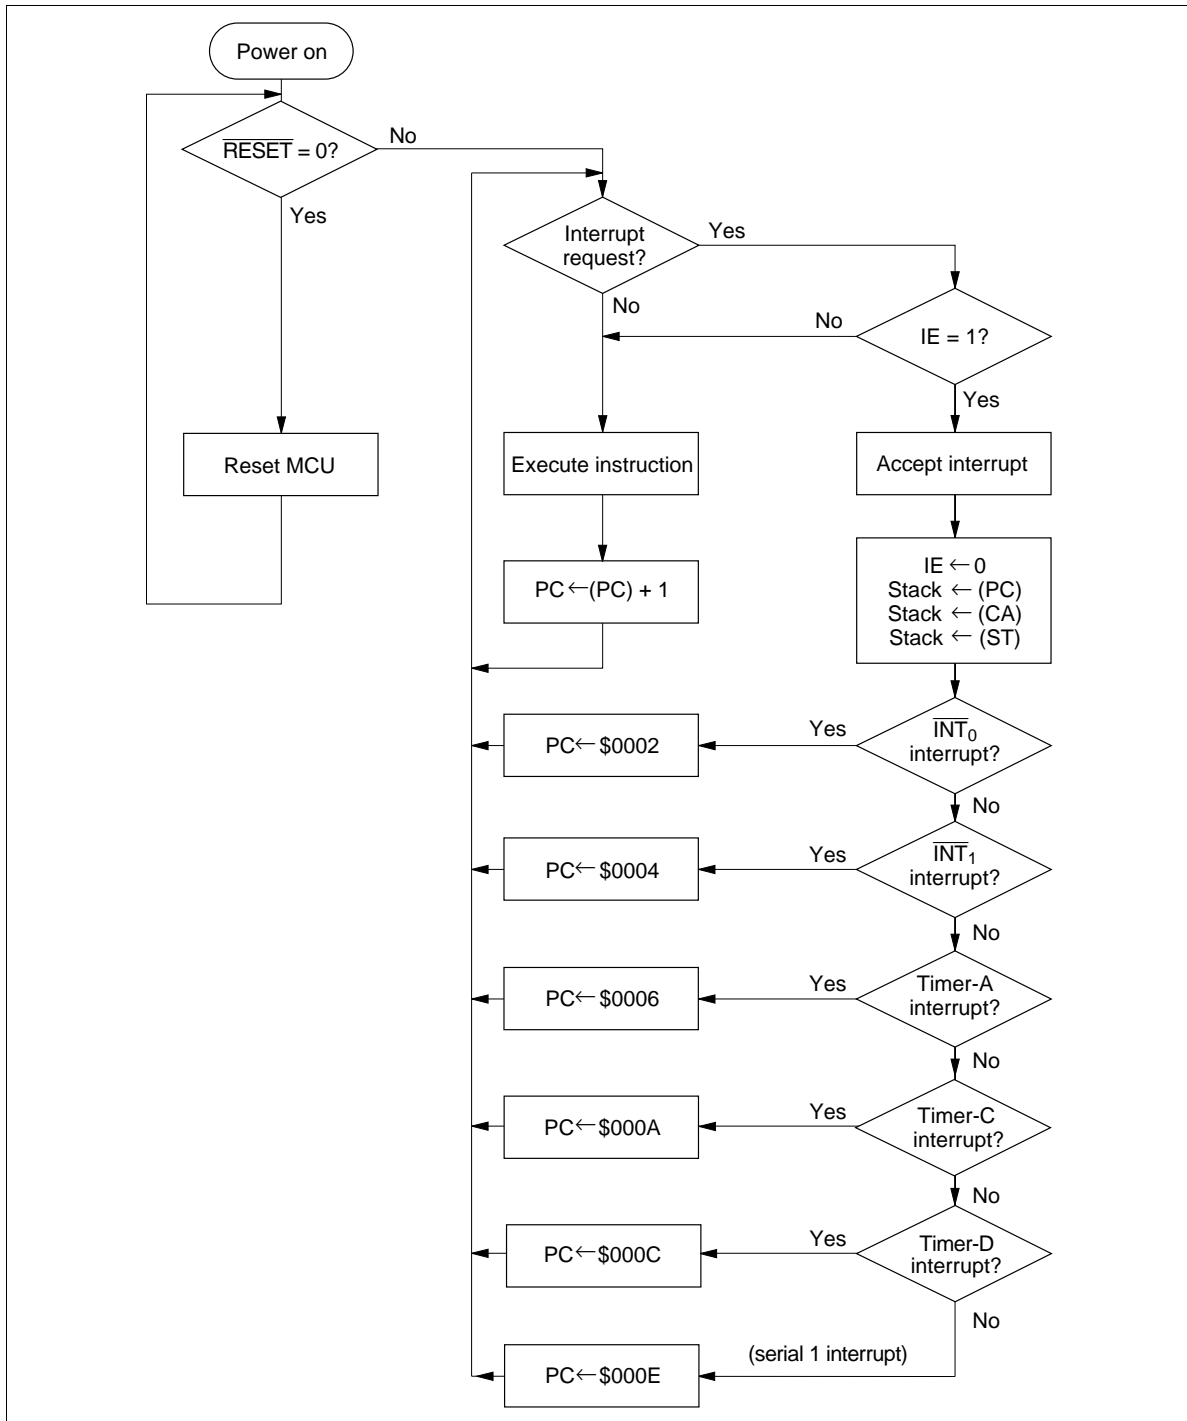 Power on
R̅E̅S̅E̅T̅ = 0?
No
Yes
Interrupt
request?
Yes
No
No
IE = 1?
Yes
Reset MCU
Execute instruction
Accept interrupt
PC←(PC) + 1
IE ← 0
Stack ← (PC)
Stack ← (CA)
Stack ← (ST)
PC← $0002
Yes
I̅N̅T̅₀
interrupt?
No
PC← $0004
Yes
I̅N̅T̅₁
interrupt?
No
PC← $0006
Yes
Timer-A
interrupt?
No
PC← $000A
Yes
Timer-C
interrupt?
No
PC← $000C
Yes
Timer-D
interrupt?
No
(serial 1 interrupt)
PC← $000E